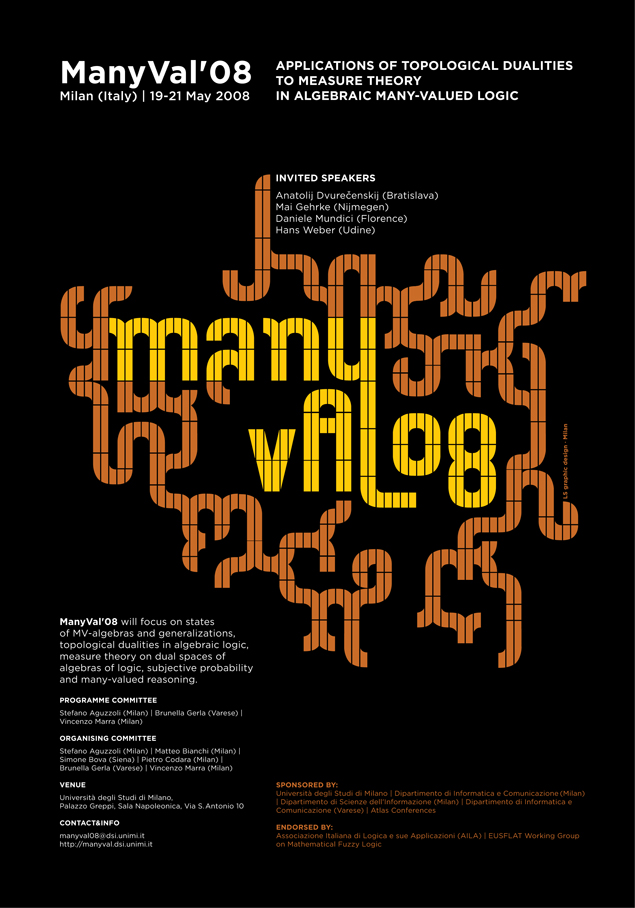 ManyVal'08
Milan (Italy) | 19-21 May 2008
APPLICATIONS OF TOPOLOGICAL DUALITIES
TO MEASURE THEORY
IN ALGEBRAIC MANY-VALUED LOGIC
INVITED SPEAKERS
Anatolij Dvurečenskij (Bratislava)
Mai Gehrke (Nijmegen)
Daniele Mundici (Florence)
Hans Weber (Udine)
many
vALo8
LS graphic design · Milan
ManyVal'08 will focus on states
of MV-algebras and generalizations,
topological dualities in algebraic logic,
measure theory on dual spaces of
algebras of logic, subjective probability
and many-valued reasoning.
PROGRAMME COMMITTEE
Stefano Aguzzoli (Milan) | Brunella Gerla (Varese) |
Vincenzo Marra (Milan)
ORGANISING COMMITTEE
Stefano Aguzzoli (Milan) | Matteo Bianchi (Milan) |
Simone Bova (Siena) | Pietro Codara (Milan) |
Brunella Gerla (Varese) | Vincenzo Marra (Milan)
VENUE
Università degli Studi di Milano,
Palazzo Greppi, Sala Napoleonica, Via S.Antonio 10
CONTACT&INFO
manyval08@dsi.unimi.it
http://manyval.dsi.unimi.it
SPONSORED BY:
Università degli Studi di Milano | Dipartimento di Informatica e Comunicazione (Milan)
| Dipartimento di Scienze dell'Informazione (Milan) | Dipartimento di Informatica e
Comunicazione (Varese) | Atlas Conferences
ENDORSED BY:
Associazione Italiana di Logica e sue Applicazioni (AILA) | EUSFLAT Working Group
on Mathematical Fuzzy Logic